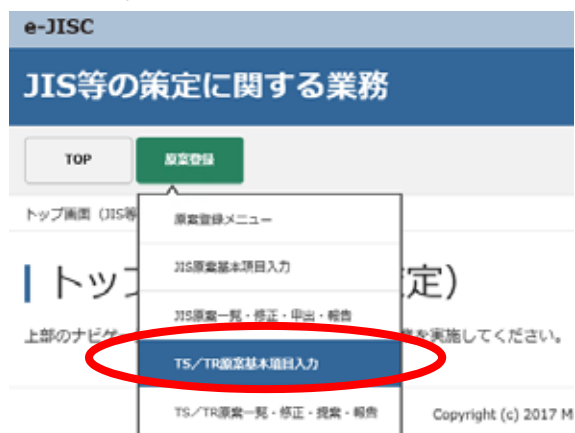 e-JISC
JIS等の策定に関する業務
TOP 原案登録
トップ画面（JIS等
原案登録メニュー
JIS原案基本項目入力
トップ 定）
JIS原案一覧・修正・申出・報告
上部のナビゲ を実施してください。
TS／TR原案基本項目入力
TS／TR原案一覧・修正・提案・報告
Copyright (c) 2017 M